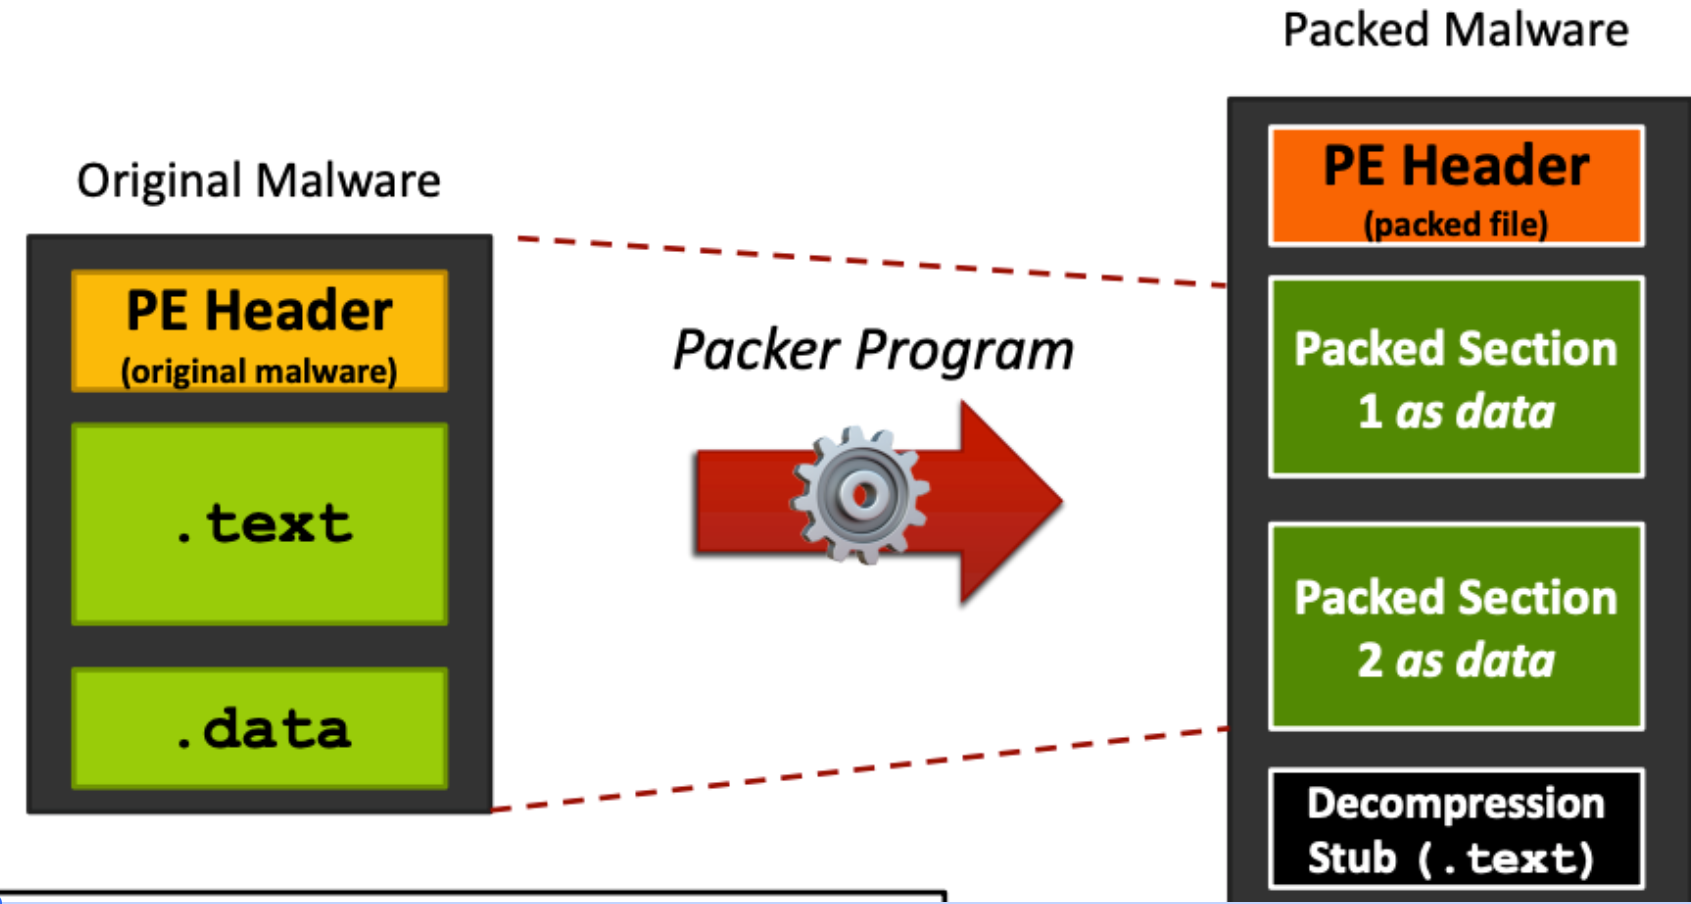 Original Malware
PE Header
(original malware)
.text
.data
Packer Program
Packed Malware
PE Header
(packed file)
Packed Section
1 as data
Packed Section
2 as data
Decompression
Stub (.text)